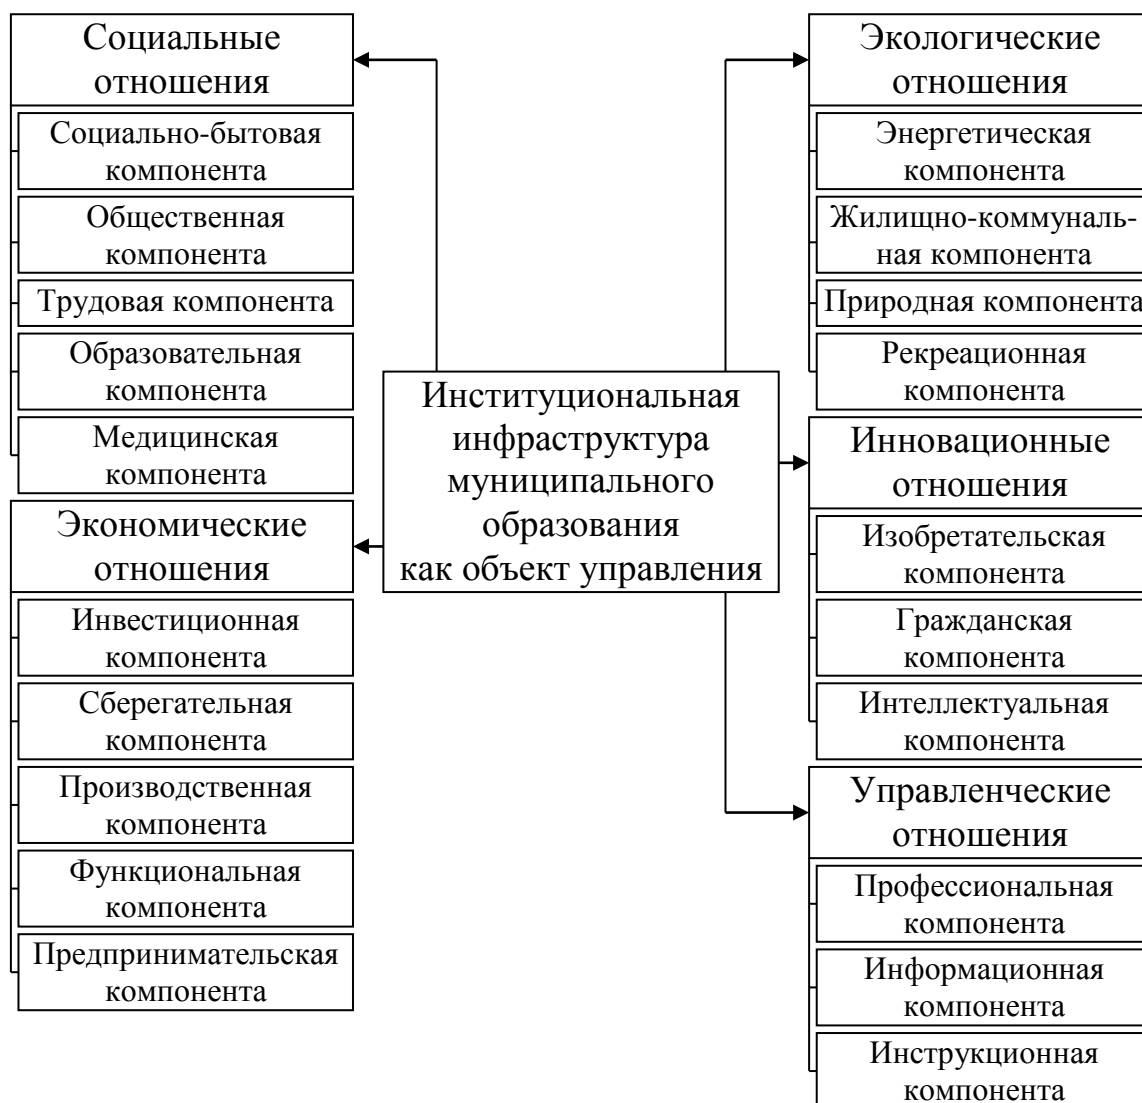 Социальные
отношения
Социально-бытовая
компонента
Общественная
компонента
Трудовая компонента
Образовательная
компонента
Медицинская
компонента
Экономические
отношения
Инвестиционная
компонента
Сберегательная
компонента
Производственная
компонента
Функциональная
компонента
Предпринимательская
компонента
Институциональная
инфраструктура
муниципального
образования
как объект управления
Экологические
отношения
Энергетическая
компонента
Жилищно-коммуналь-
ная компонента
Природная компонента
Рекреационная
компонента
Инновационные
отношения
Изобретательская
компонента
Гражданская
компонента
Интеллектуальная
компонента
Управленческие
отношения
Профессиональная
компонента
Информационная
компонента
Инструкционная
компонента